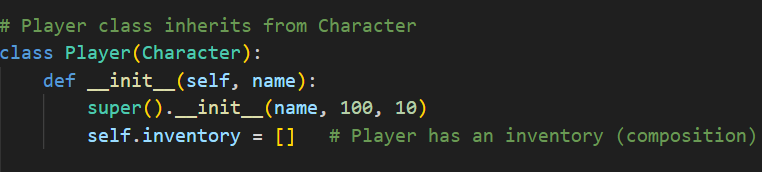 # Player class inherits from Character
class Player(Character):
    def __init__(self, name):
        super().__init__(name, 100, 10)
        self.inventory = []   # Player has an inventory (composition)